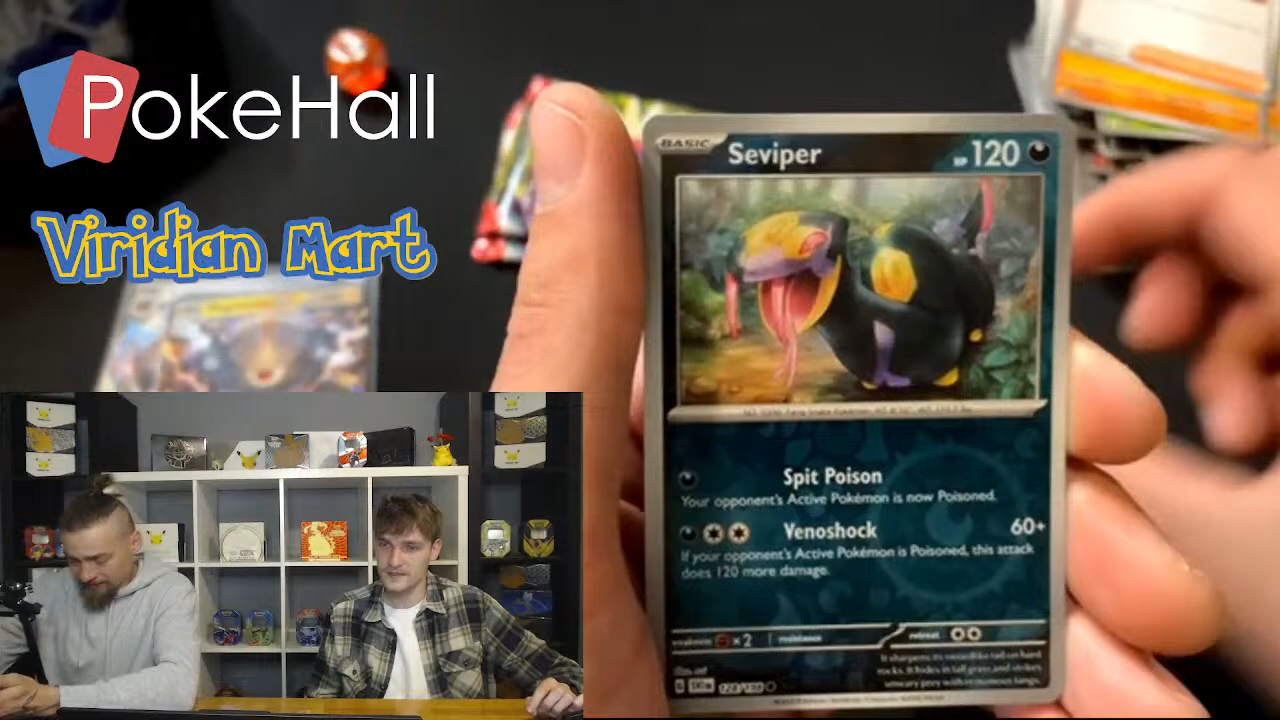 PokeHall
Viridian Mart
BASIC
Seviper
HP 120
Spit Poison
Your opponent's Active Pokémon is now Poisoned.
Venoshock 60+
If your opponent's Active Pokémon is Poisoned, this attack
does 120 more damage.
weakness ×2 resistance retreat
It sharpens its swordlike tail on hard
rocks. It hides in tall grass and strikes
unwary prey with venomous fangs.